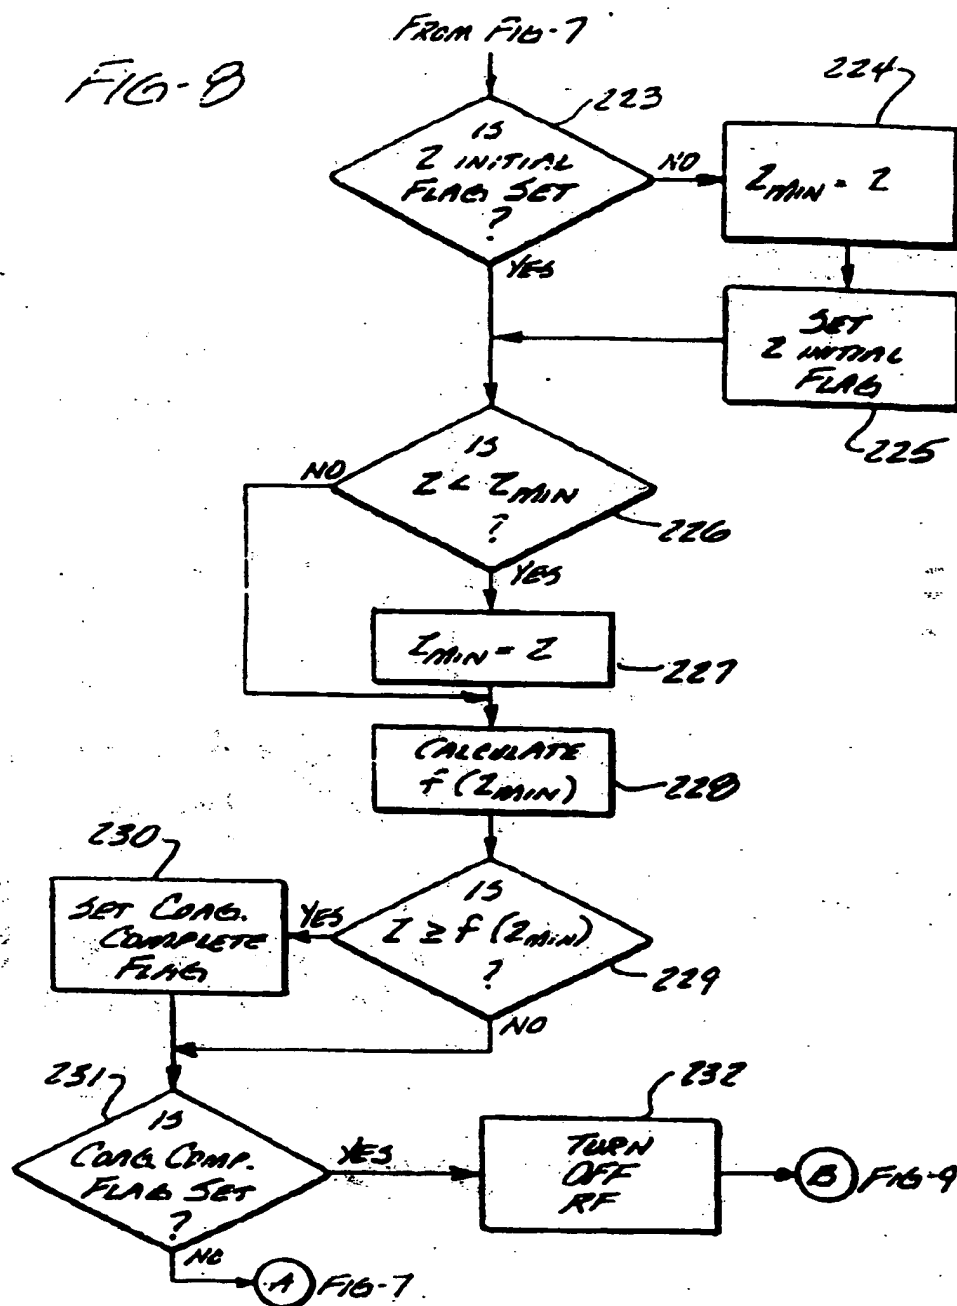 FROM FIG-7
FIG-8
223
IS
Z INITIAL
FLAG SET
?
NO
YES
224
ZMIN = Z
SET
Z INITIAL
FLAG
225
IS
Z < ZMIN
?
NO
YES
226
ZMIN = Z
227
CALCULATE
f (ZMIN)
228
230
SET COAG.
COMPLETE
FLAG
YES
IS
Z ≥ f (ZMIN)
?
229
NO
231
IS
COAG. COMP.
FLAG SET
?
YES
NO
232
TURN
OFF
RF
B FIG-9
A FIG-7